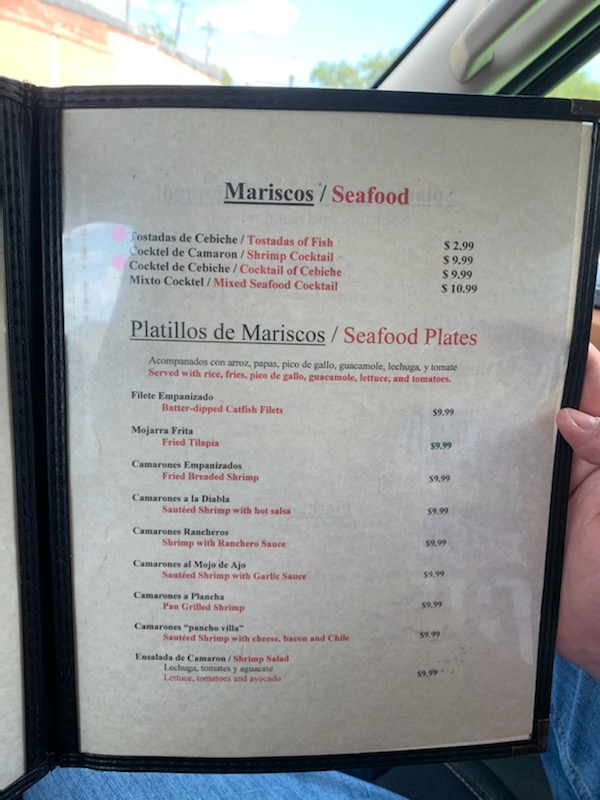 Mariscos / Seafood
Tostadas de Cebiche / Tostadas of Fish $ 2.99
Cocktel de Camaron / Shrimp Cocktail $ 9.99
Cocktel de Cebiche / Cocktail of Cebiche $ 9.99
Mixto Cocktel / Mixed Seafood Cocktail $ 10.99
Platillos de Mariscos / Seafood Plates
Acompanados con arroz, papas, pico de gallo, guacamole, lechuga, y tomate
Served with rice, fries, pico de gallo, guacamole, lettuce, and tomatoes.
Filete Empanizado
Batter-dipped Catfish Filets $9.99
Mojarra Frita
Fried Tilapia $9.99
Camarones Empanizados
Fried Breaded Shrimp $9.99
Camarones a la Diabla
Sautéed Shrimp with hot salsa $9.99
Camarones Rancheros
Shrimp with Ranchero Sauce $9.99
Camarones al Mojo de Ajo
Sautéed Shrimp with Garlic Sauce $9.99
Camarones a Plancha
Pan Grilled Shrimp $9.99
Camarones “pancho villa”
Sautéed Shrimp with cheese, bacon and Chile $9.99
Ensalada de Camaron / Shrimp Salad
Lechuga, tomates y aguacate $9.99
Lettuce, tomatoes and avocado